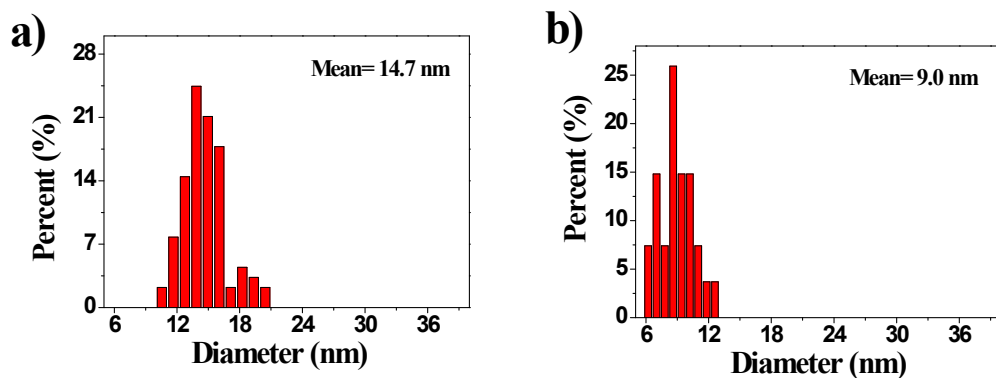 a)
Mean= 14.7 nm
Percent (%)
28
21
14
7
0
6 12 18 24 30 36
Diameter (nm)
b)
Mean= 9.0 nm
Percent (%)
25
20
15
10
5
0
6 12 18 24 30 36
Diameter (nm)